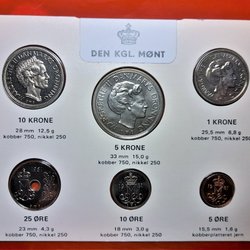 DEN KGL. MØNT
10 KRONE
28 mm 12,5 g
kobber 750, nikkel 250
5 KRONE
33 mm 15,0 g
kobber 750, nikkel 250
1 KRONE
25,5 mm 6,8 g
kobber 750, nikkel 250
25 ØRE
23 mm 4,3 g
kobber 750, nikkel 250
10 ØRE
18 mm 3,0 g
kobber 750, nikkel 250
5 ØRE
15,5 mm 1,6 g
kobberplatteret jern